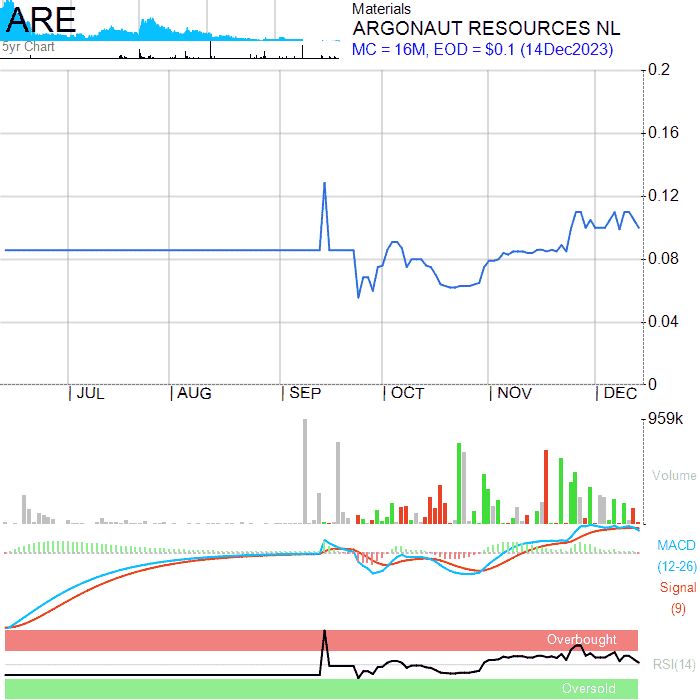 ARE
5yr Chart
Materials
ARGONAUT RESOURCES NL
MC = 16M, EOD = $0.1 (14Dec2023)
0.2
0.16
0.12
0.08
0.04
0
JUL
AUG
SEP
OCT
NOV
DEC
959k
Volume
MACD
(12-26)
Signal
(9)
Overbought
RSI(14)
Oversold